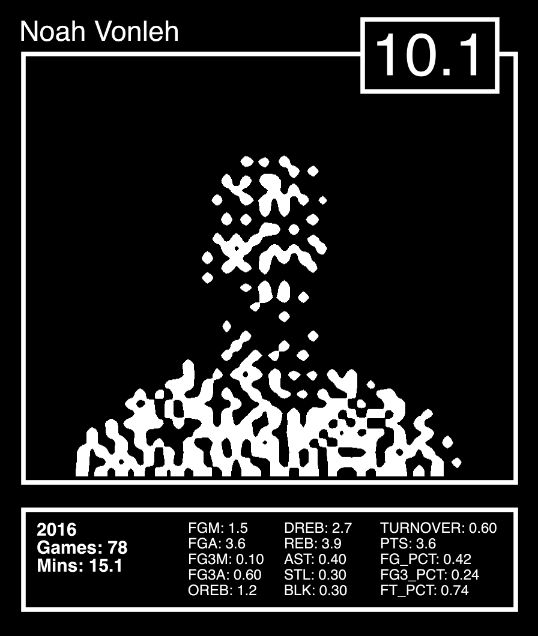 Noah Vonleh
10.1
2016
Games: 78
Mins: 15.1
FGM: 1.5
FGA: 3.6
FG3M: 0.10
FG3A: 0.60
OREB: 1.2
DREB: 2.7
REB: 3.9
AST: 0.40
STL: 0.30
BLK: 0.30
TURNOVER: 0.60
PTS: 3.6
FG_PCT: 0.42
FG3_PCT: 0.24
FT_PCT: 0.74